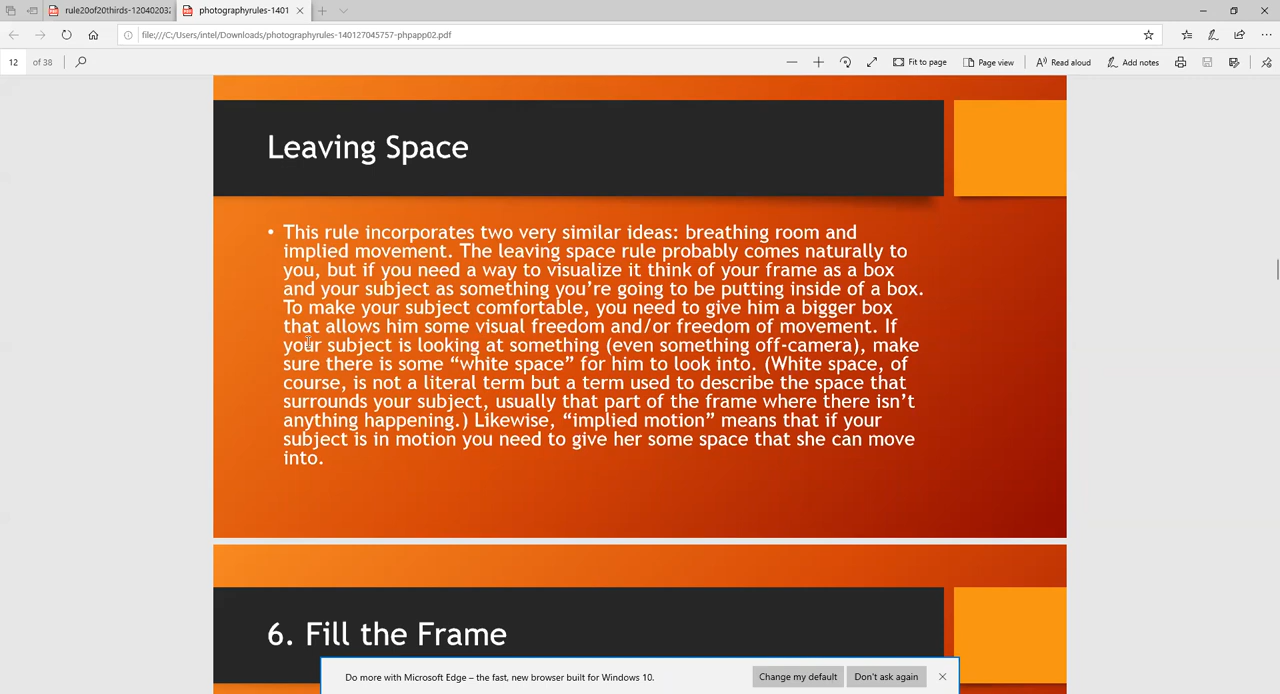 rule20of20thirds-120402032
photographyrules-1401
file:///C:/Users/intel/Downloads/photographyrules-140127045757-phpapp02.pdf
12 of 38
Fit to page
Page view
Read aloud
Add notes
Leaving Space
• This rule incorporates two very similar ideas: breathing room and
implied movement. The leaving space rule probably comes naturally to
you, but if you need a way to visualize it think of your frame as a box
and your subject as something you’re going to be putting inside of a box.
To make your subject comfortable, you need to give him a bigger box
that allows him some visual freedom and/or freedom of movement. If
your subject is looking at something (even something off-camera), make
sure there is some “white space” for him to look into. (White space, of
course, is not a literal term but a term used to describe the space that
surrounds your subject, usually that part of the frame where there isn’t
anything happening.) Likewise, “implied motion” means that if your
subject is in motion you need to give her some space that she can move
into.
6. Fill the Frame
Do more with Microsoft Edge – the fast, new browser built for Windows 10.
Change my default
Don't ask again